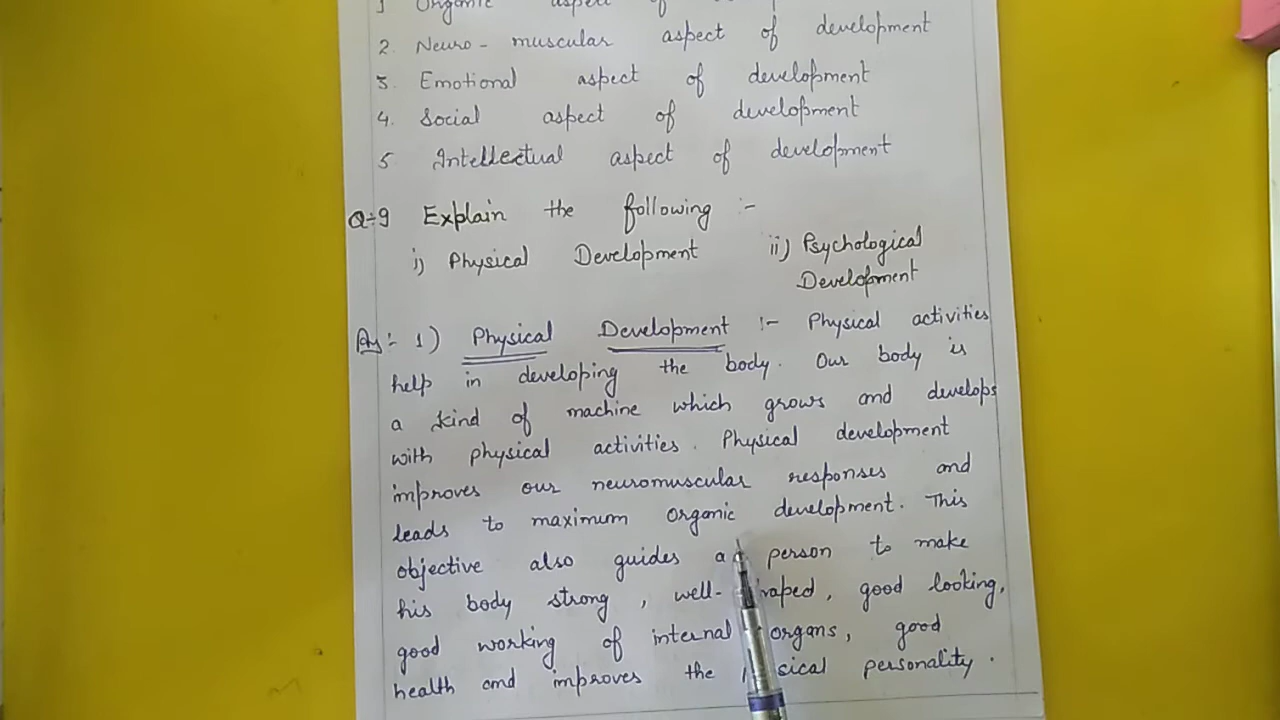 1 Organic aspect of
2. Neuro - muscular aspect of development
3. Emotional aspect of development
4. Social aspect of development
5 Intellectual aspect of development
Q:9 Explain the following :-
i) Physical Development ii) Psychological
Development
Ans:- 1) Physical Development :- Physical activities
help in developing the body. Our body is
a kind of machine which grows and develops
with physical activities. Physical development
improves our neuromuscular responses and
leads to maximum organic development. This
objective also guides a person to make
his body strong, well- good looking,
good working of internal organs, good
health and improves the personality.